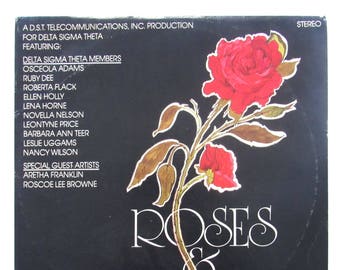 A D.S.T. TELECOMMUNICATIONS, INC. PRODUCTION
STEREO
FOR DELTA SIGMA THETA
FEATURING:
DELTA SIGMA THETA MEMBERS
OSCEOLA ADAMS
RUBY DEE
ROBERTA FLACK
ELLEN HOLLY
LENA HORNE
NOVELLA NELSON
LEONTYNE PRICE
BARBARA ANN TEER
LESLIE UGGAMS
NANCY WILSON
SPECIAL GUEST ARTISTS
ARETHA FRANKLIN
ROSCOE LEE BROWNE
ROSES
&